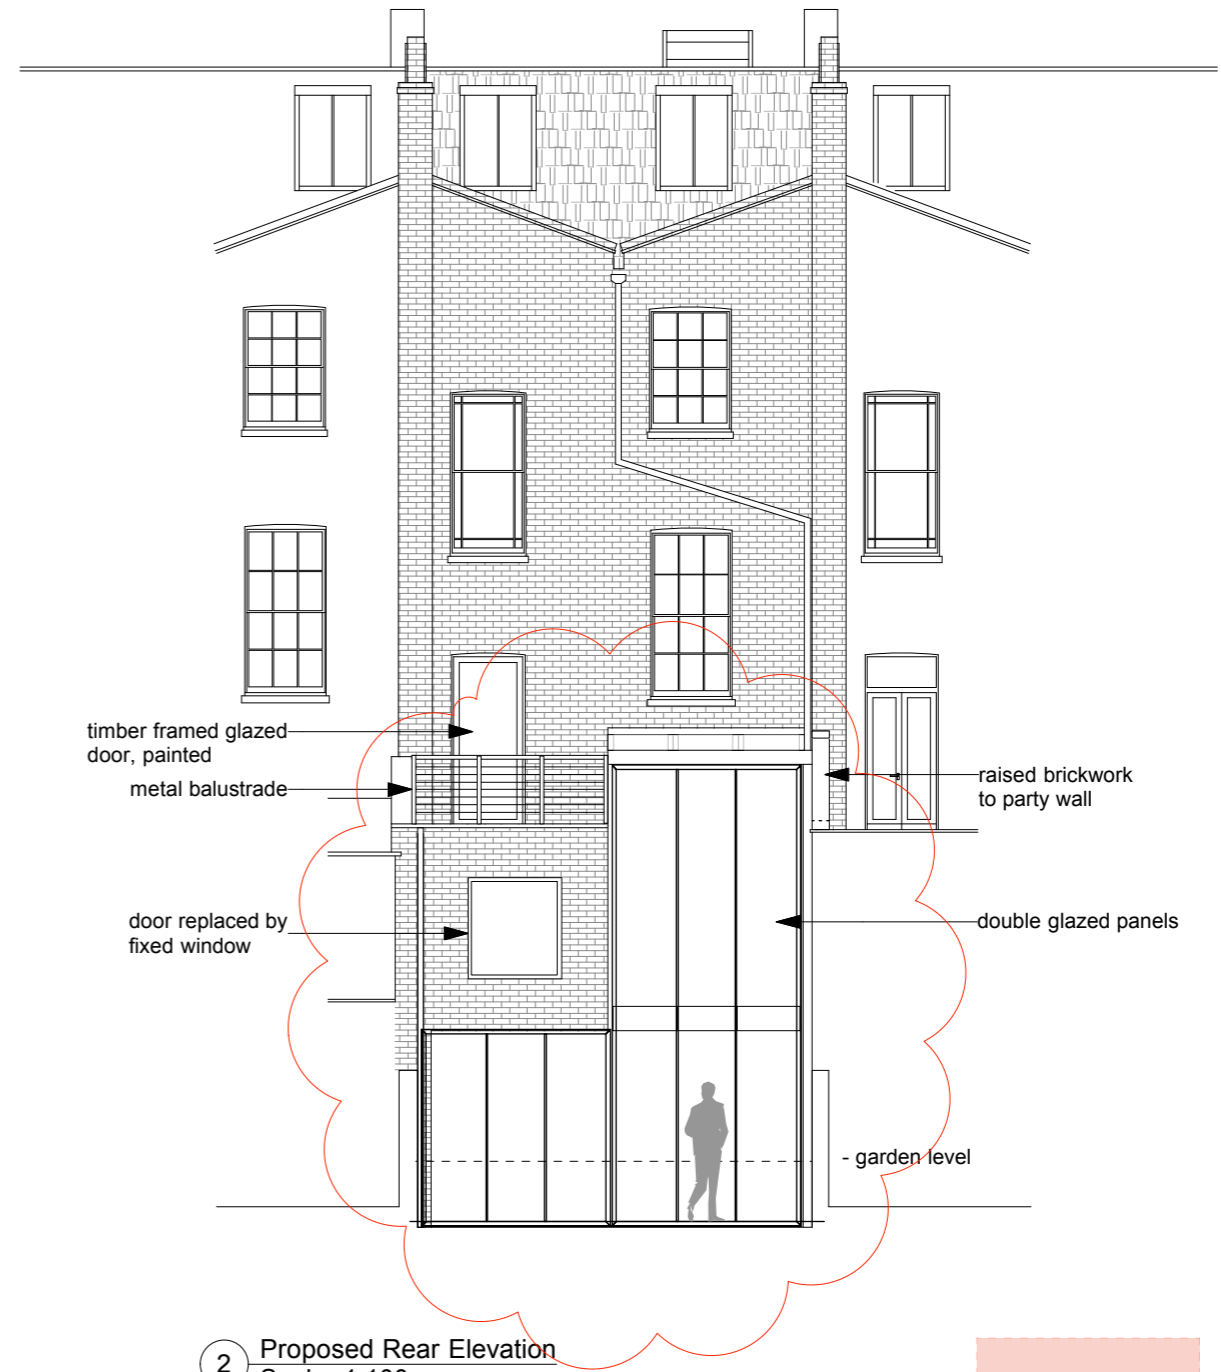 timber framed glazed
door, painted
metal balustrade
raised brickwork
to party wall
door replaced by
fixed window
double glazed panels
- garden level
2
Proposed Rear Elevation